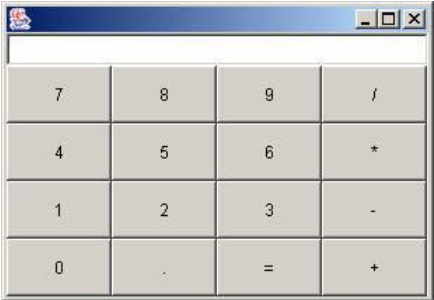 7 8 9 /
4 5 6 *
1 2 3 -
0 . = +